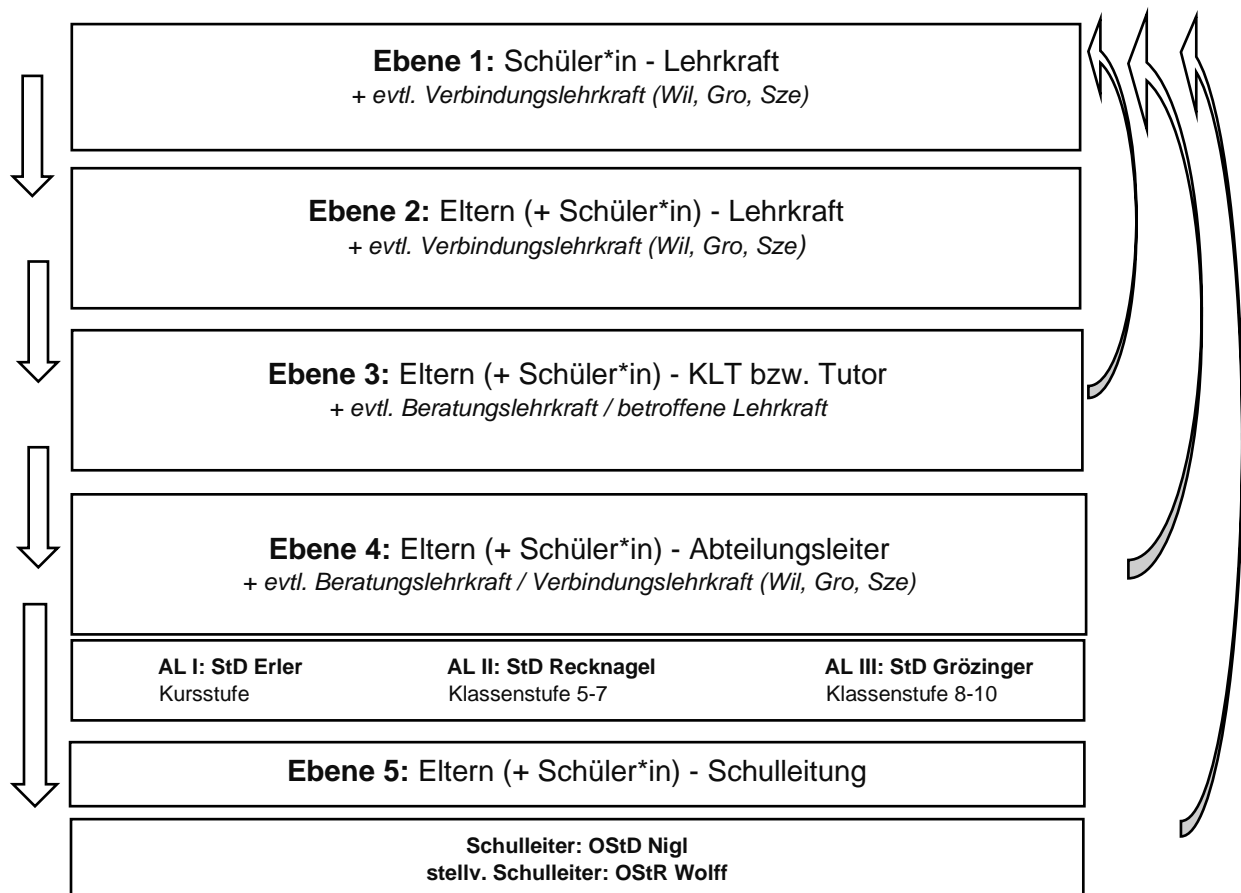 Ebene 1: Schüler*in - Lehrkraft
+ evtl. Verbindungslehrkraft (Wil, Gro, Sze)
Ebene 2: Eltern (+ Schüler*in) - Lehrkraft
+ evtl. Verbindungslehrkraft (Wil, Gro, Sze)
Ebene 3: Eltern (+ Schüler*in) - KLT bzw. Tutor
+ evtl. Beratungslehrkraft / betroffene Lehrkraft
Ebene 4: Eltern (+ Schüler*in) - Abteilungsleiter
+ evtl. Beratungslehrkraft / Verbindungslehrkraft (Wil, Gro, Sze)
AL I: StD Erler AL II: StD Recknagel AL III: StD Grözinger
Kursstufe Klassenstufe 5-7 Klassenstufe 8-10
Ebene 5: Eltern (+ Schüler*in) - Schulleitung
Schulleiter: OStD Nigl
stellv. Schulleiter: OStR Wolff